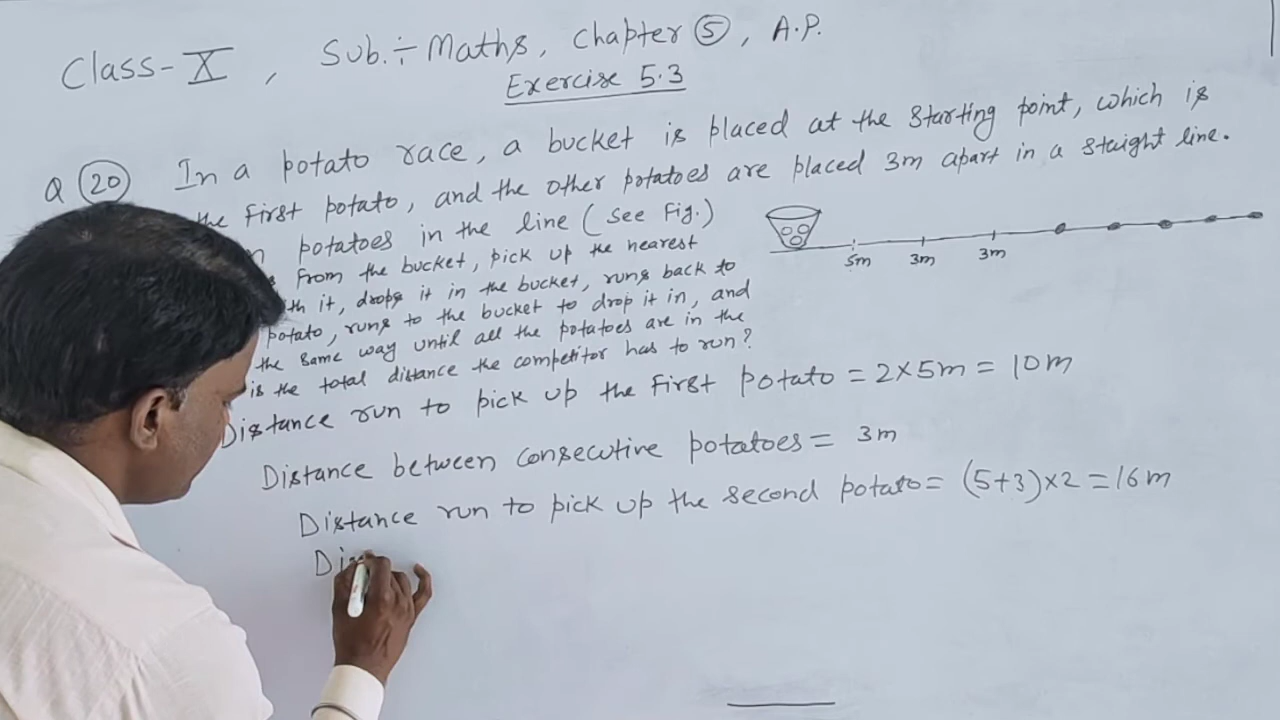 Class-X, Sub.÷Maths, Chapter 5, A.P.
Exercise 5.3
Q 20 In a potato race, a bucket is placed at the starting point, which is
the First potato, and the other potatoes are placed 3m apart in a staight line.
potatoes in the line (See Fig.)
From the bucket, pick up the nearest
it, drops it in the bucket, runs back to
potato, runs to the bucket to drop it in, and
the same way until all the potatoes are in the
is the total distance the competitor has to run?
5m 3m 3m
Distance run to pick up the First potato = 2×5m = 10m
Distance between consecutive potatoes = 3m
Distance run to pick up the second potato = (5+3)×2 = 16m
Dis